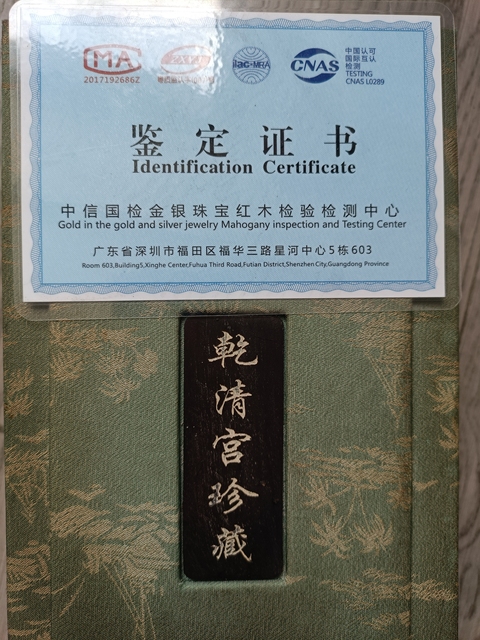 MA
201719268​6Z
ilac-MRA
CNAS
中国认可
国际互认
检测
TESTING
CNAS L0289
鉴定证书
Identification Certificate
中信国检金银珠宝红木检验检测中心
Gold in the gold and silver jewelry Mahogany inspection and Testing Center
广东省深圳市福田区福华三路星河中心5栋603
Room 603,Building5,Xinghe Center,Fuhua Third Road,Futian District,Shenzhen City,Guangdong Province
乾清宫珍藏